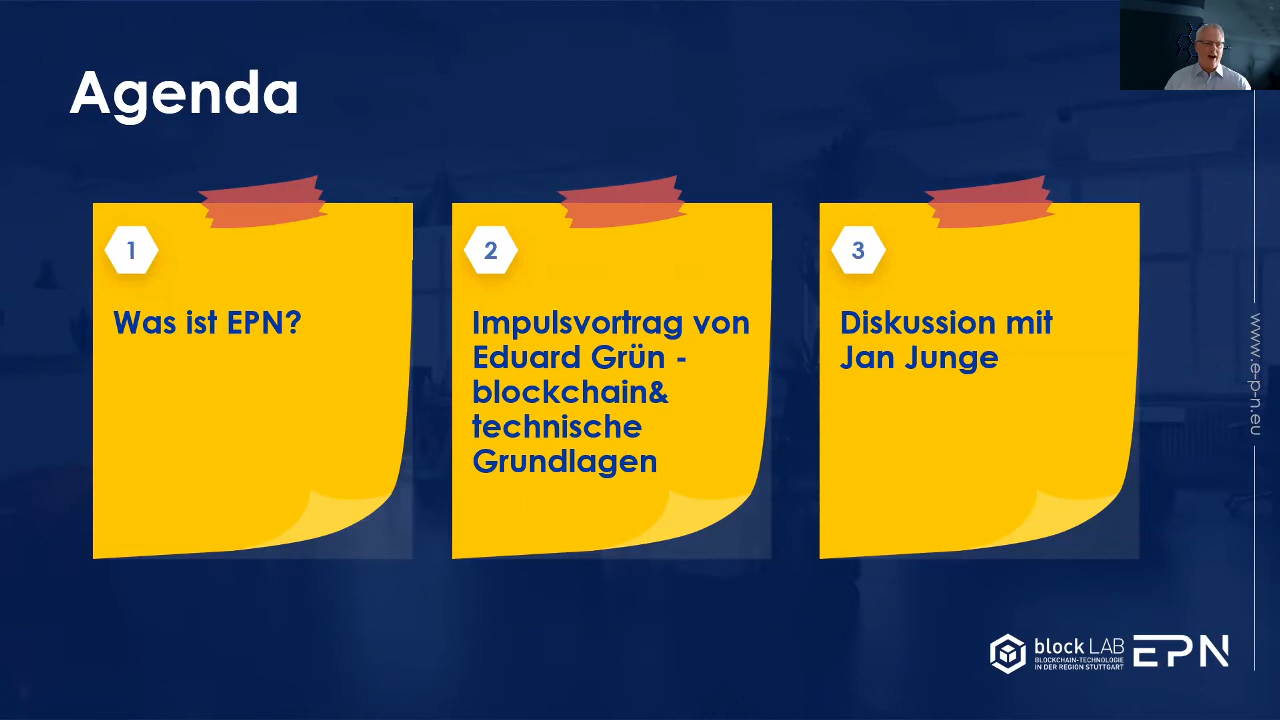 Agenda
1
Was ist EPN?
2
Impulsvortrag von
Eduard Grün -
blockchain&
technische
Grundlagen
3
Diskussion mit
Jan Junge
www.e-p-n.eu
block LAB
BLOCKCHAIN-TECHNOLOGIE
IN DER REGION STUTTGART
EPN